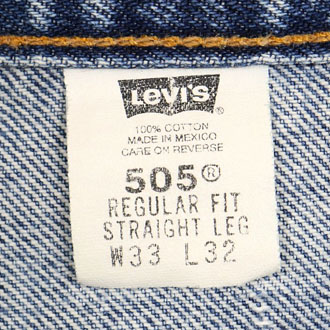 Levi's
100% COTTON
MADE IN MEXICO
CARE ON REVERSE
505®
REGULAR FIT
STRAIGHT LEG
W33 L32